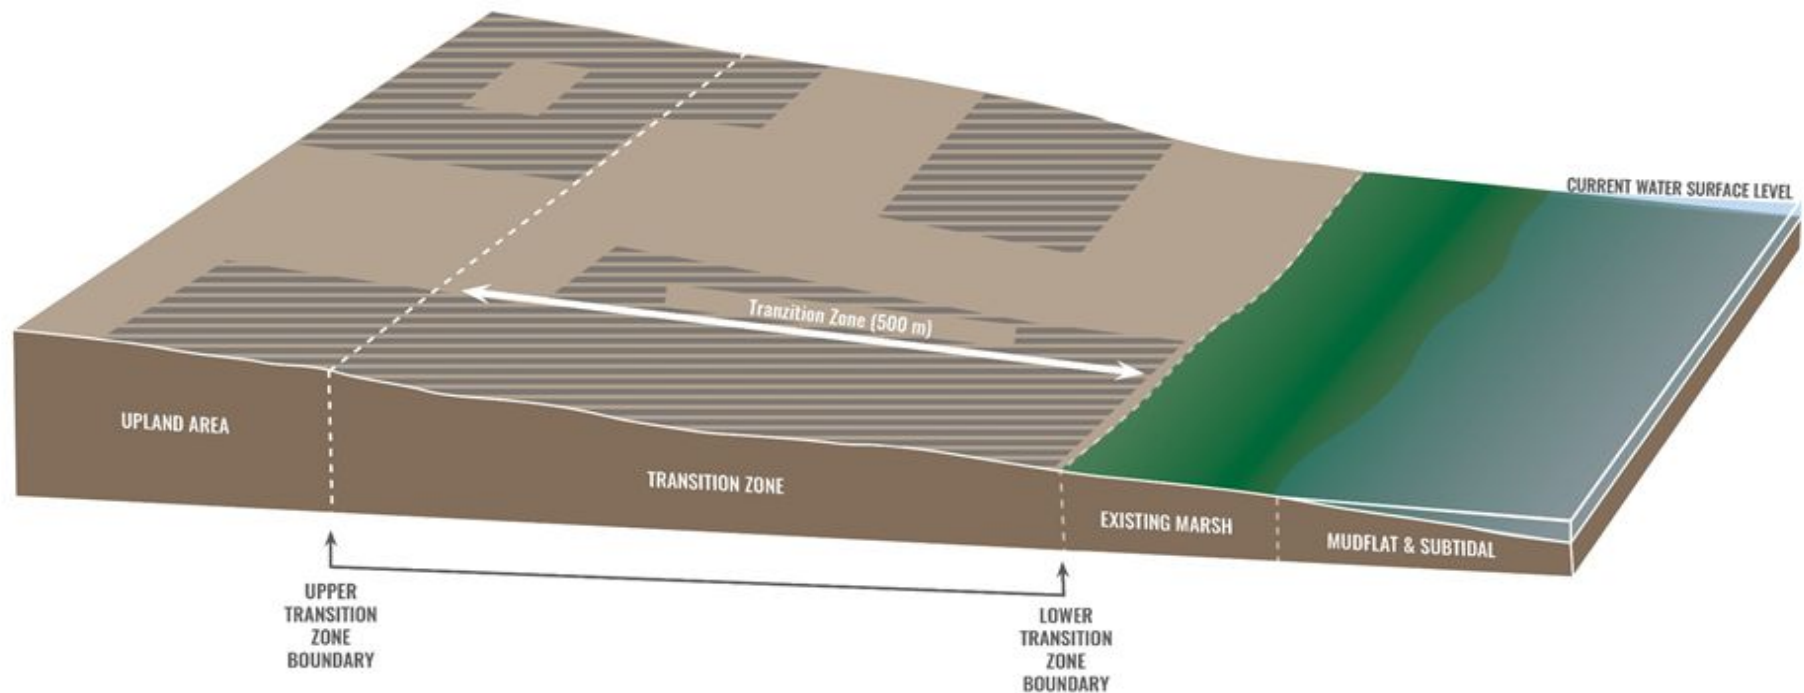 CURRENT WATER SURFACE LEVEL
Tranzition Zone (500 m)
UPLAND AREA
TRANSITION ZONE
EXISTING MARSH
MUDFLAT & SUBTIDAL
UPPER
TRANSITION
ZONE
BOUNDARY
LOWER
TRANSITION
ZONE
BOUNDARY